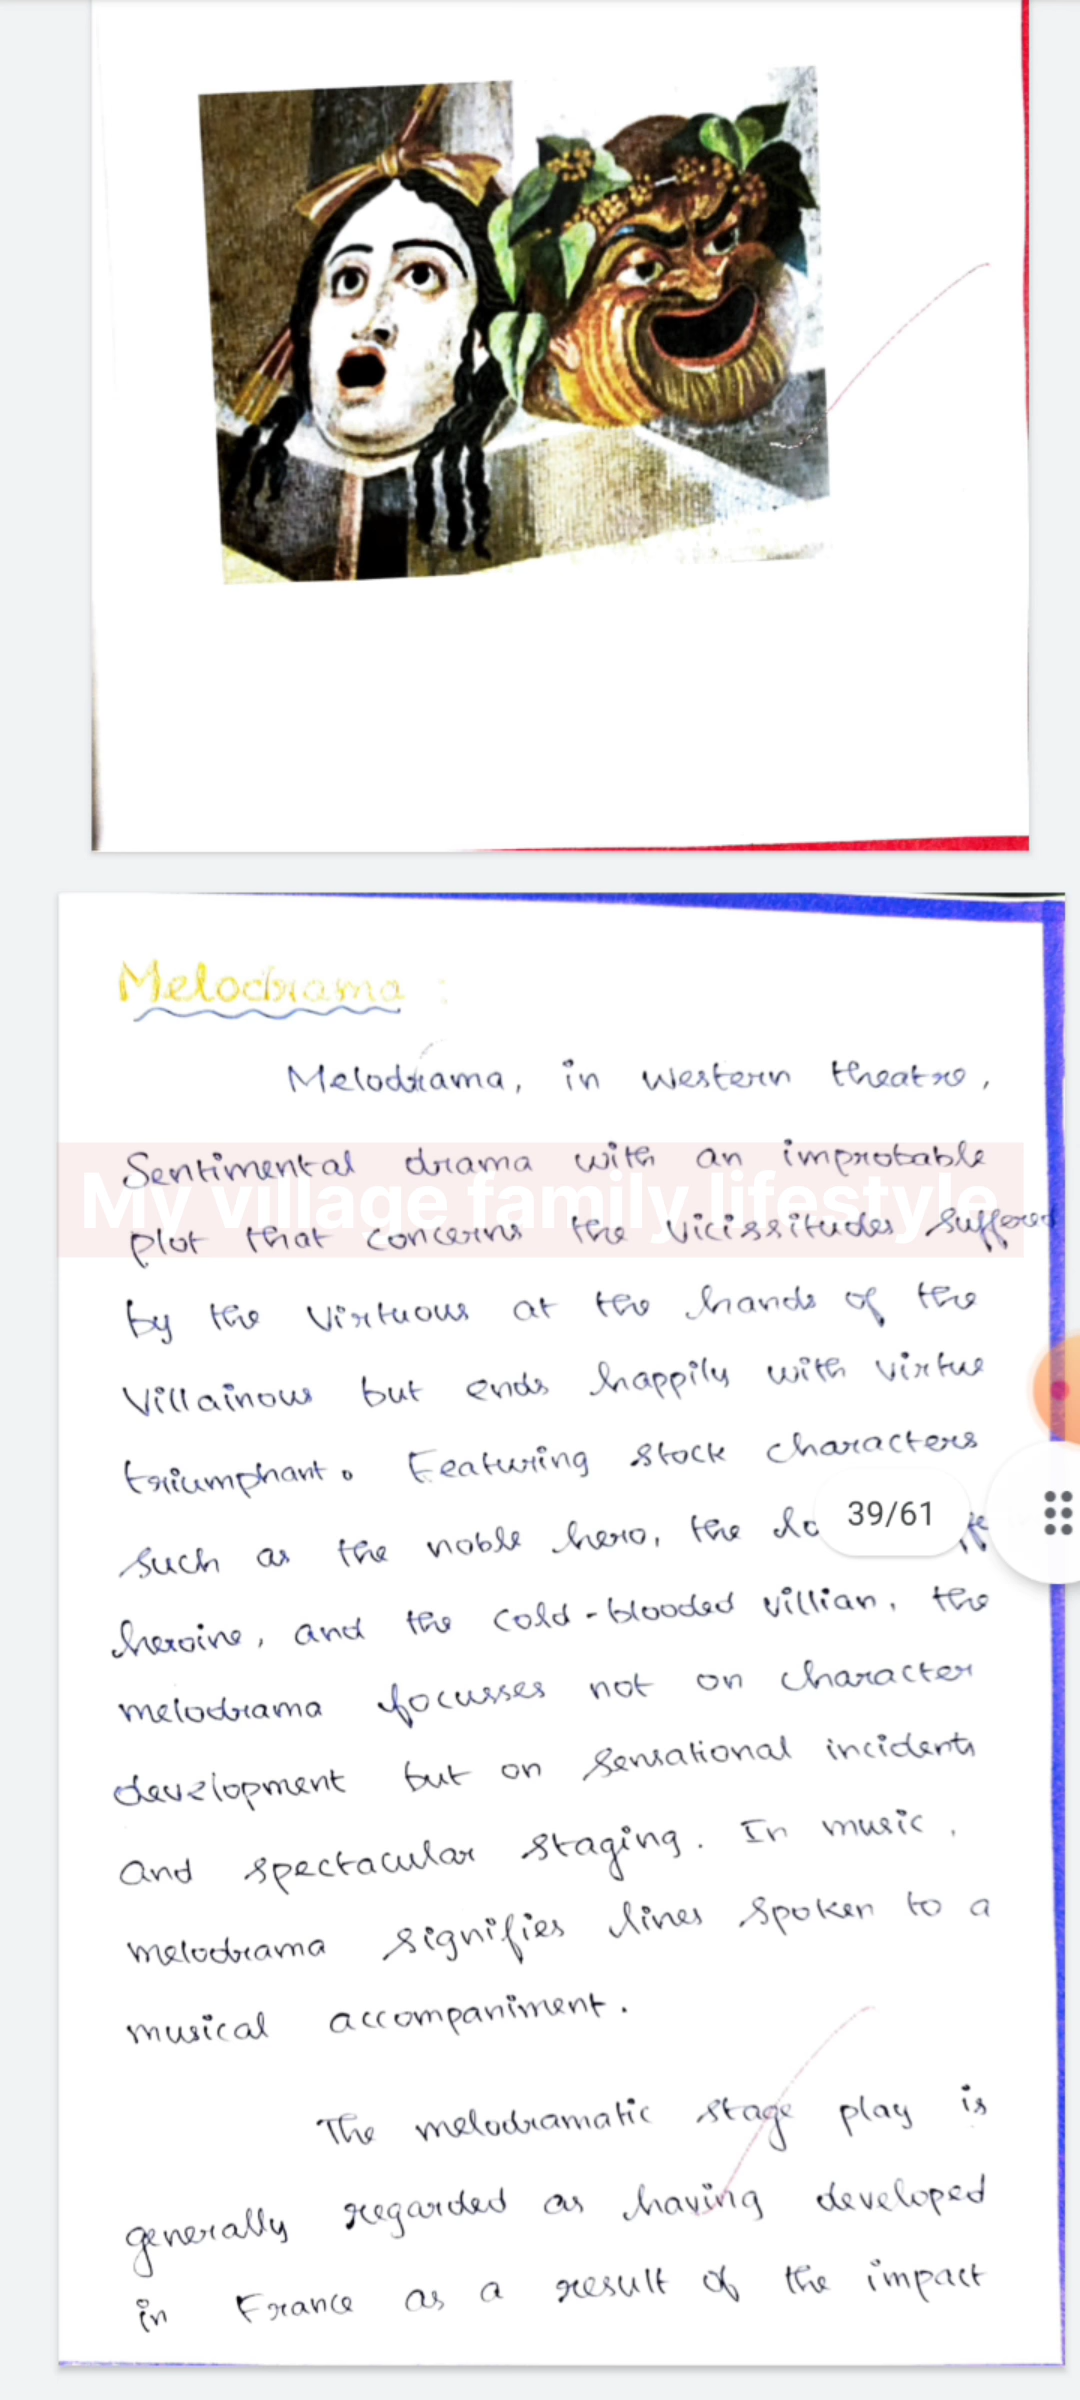 Melodrama :
Melodrama, in western theatre,
Sentimental drama with an improbable
My village family lifestyle
plot that concerns the vicissitudes suffered
by the virtuous at the hands of the
Villainous but ends happily with virtue
triumphant. Featuring stock characters
such as the noble hero, the
39/61
heroine, and the cold-blooded villian, the
melodrama focusses not on character
development but on sensational incidents
and spectacular staging. In music,
melodrama signifies lines spoken to a
musical accompaniment.
The melodramatic stage play is
generally regarded as having developed
in France as a result of the impact